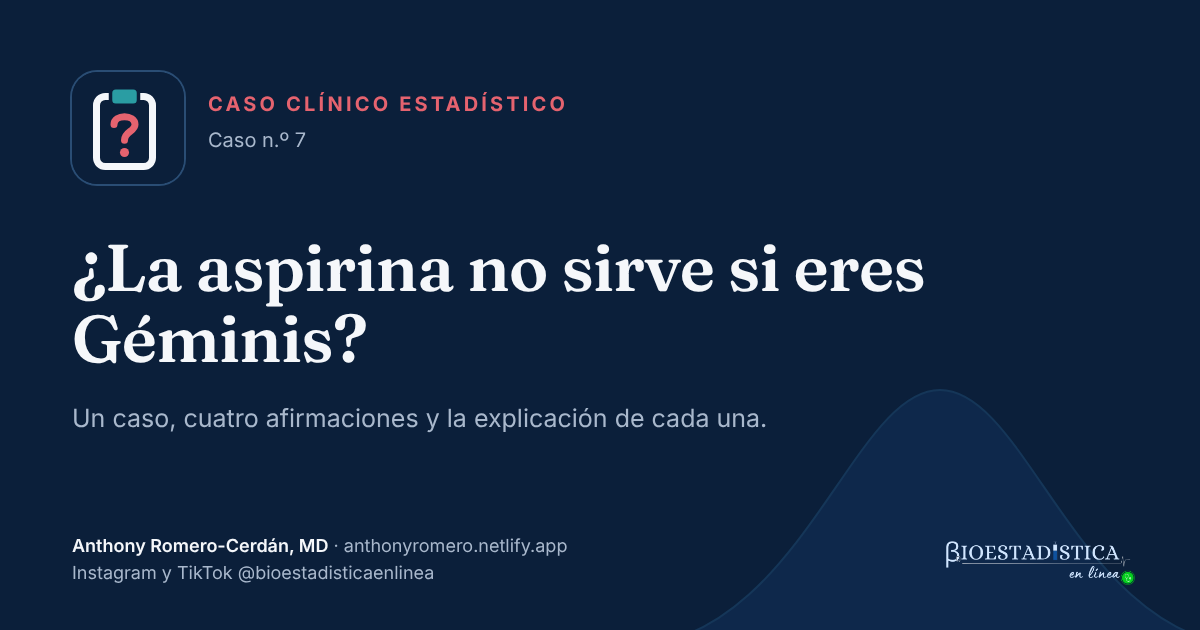 ?
CASO CLÍNICO ESTADÍSTICO
Caso n.º 7
¿La aspirina no sirve si eres
Géminis?
Un caso, cuatro afirmaciones y la explicación de cada una.
Anthony Romero-Cerdán, MD · anthonyromero.netlify.app
Instagram y TikTok @bioestadisticaenlinea
βIOESTADÍSTICA
en línea